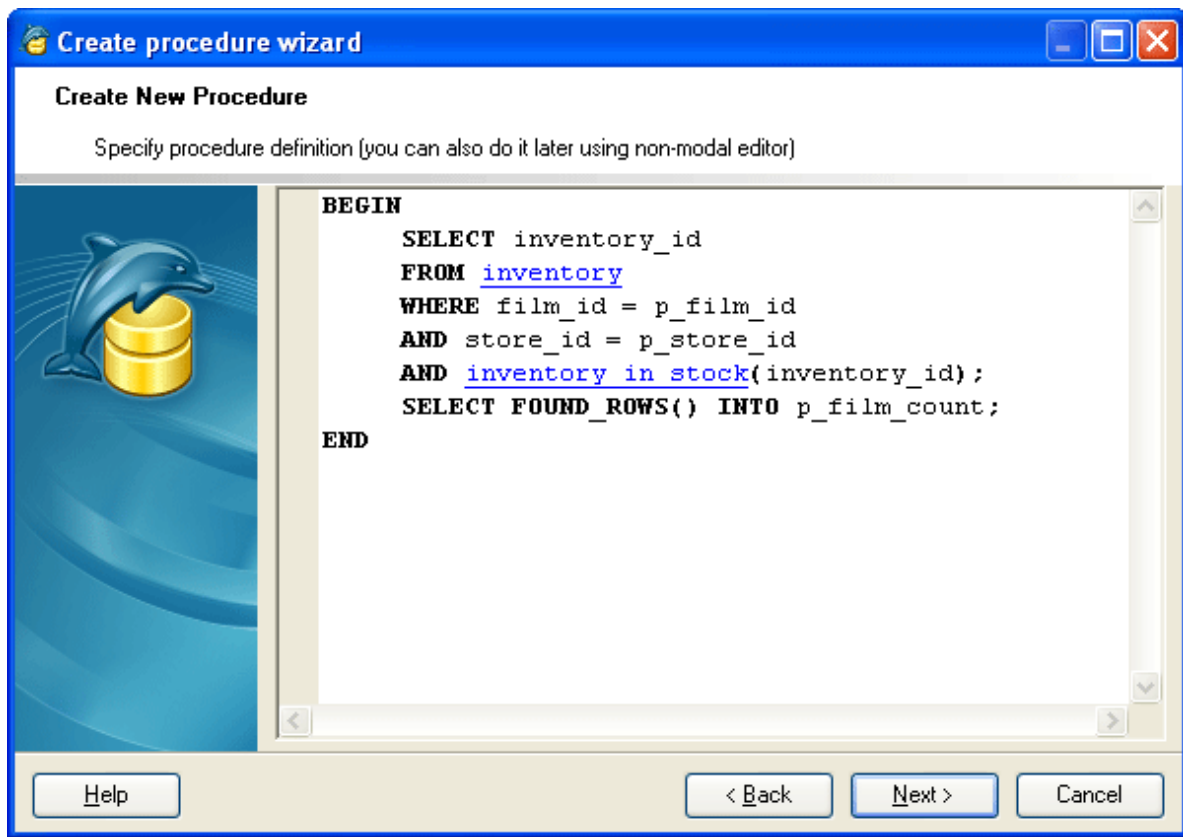 Create procedure wizard
Create New Procedure
Specify procedure definition (you can also do it later using non-modal editor)
BEGIN
SELECT inventory_id
FROM inventory
WHERE film_id = p_film_id
AND store_id = p_store_id
AND inventory_in_stock(inventory_id);
SELECT FOUND_ROWS() INTO p_film_count;
END
Help
< Back
Next >
Cancel